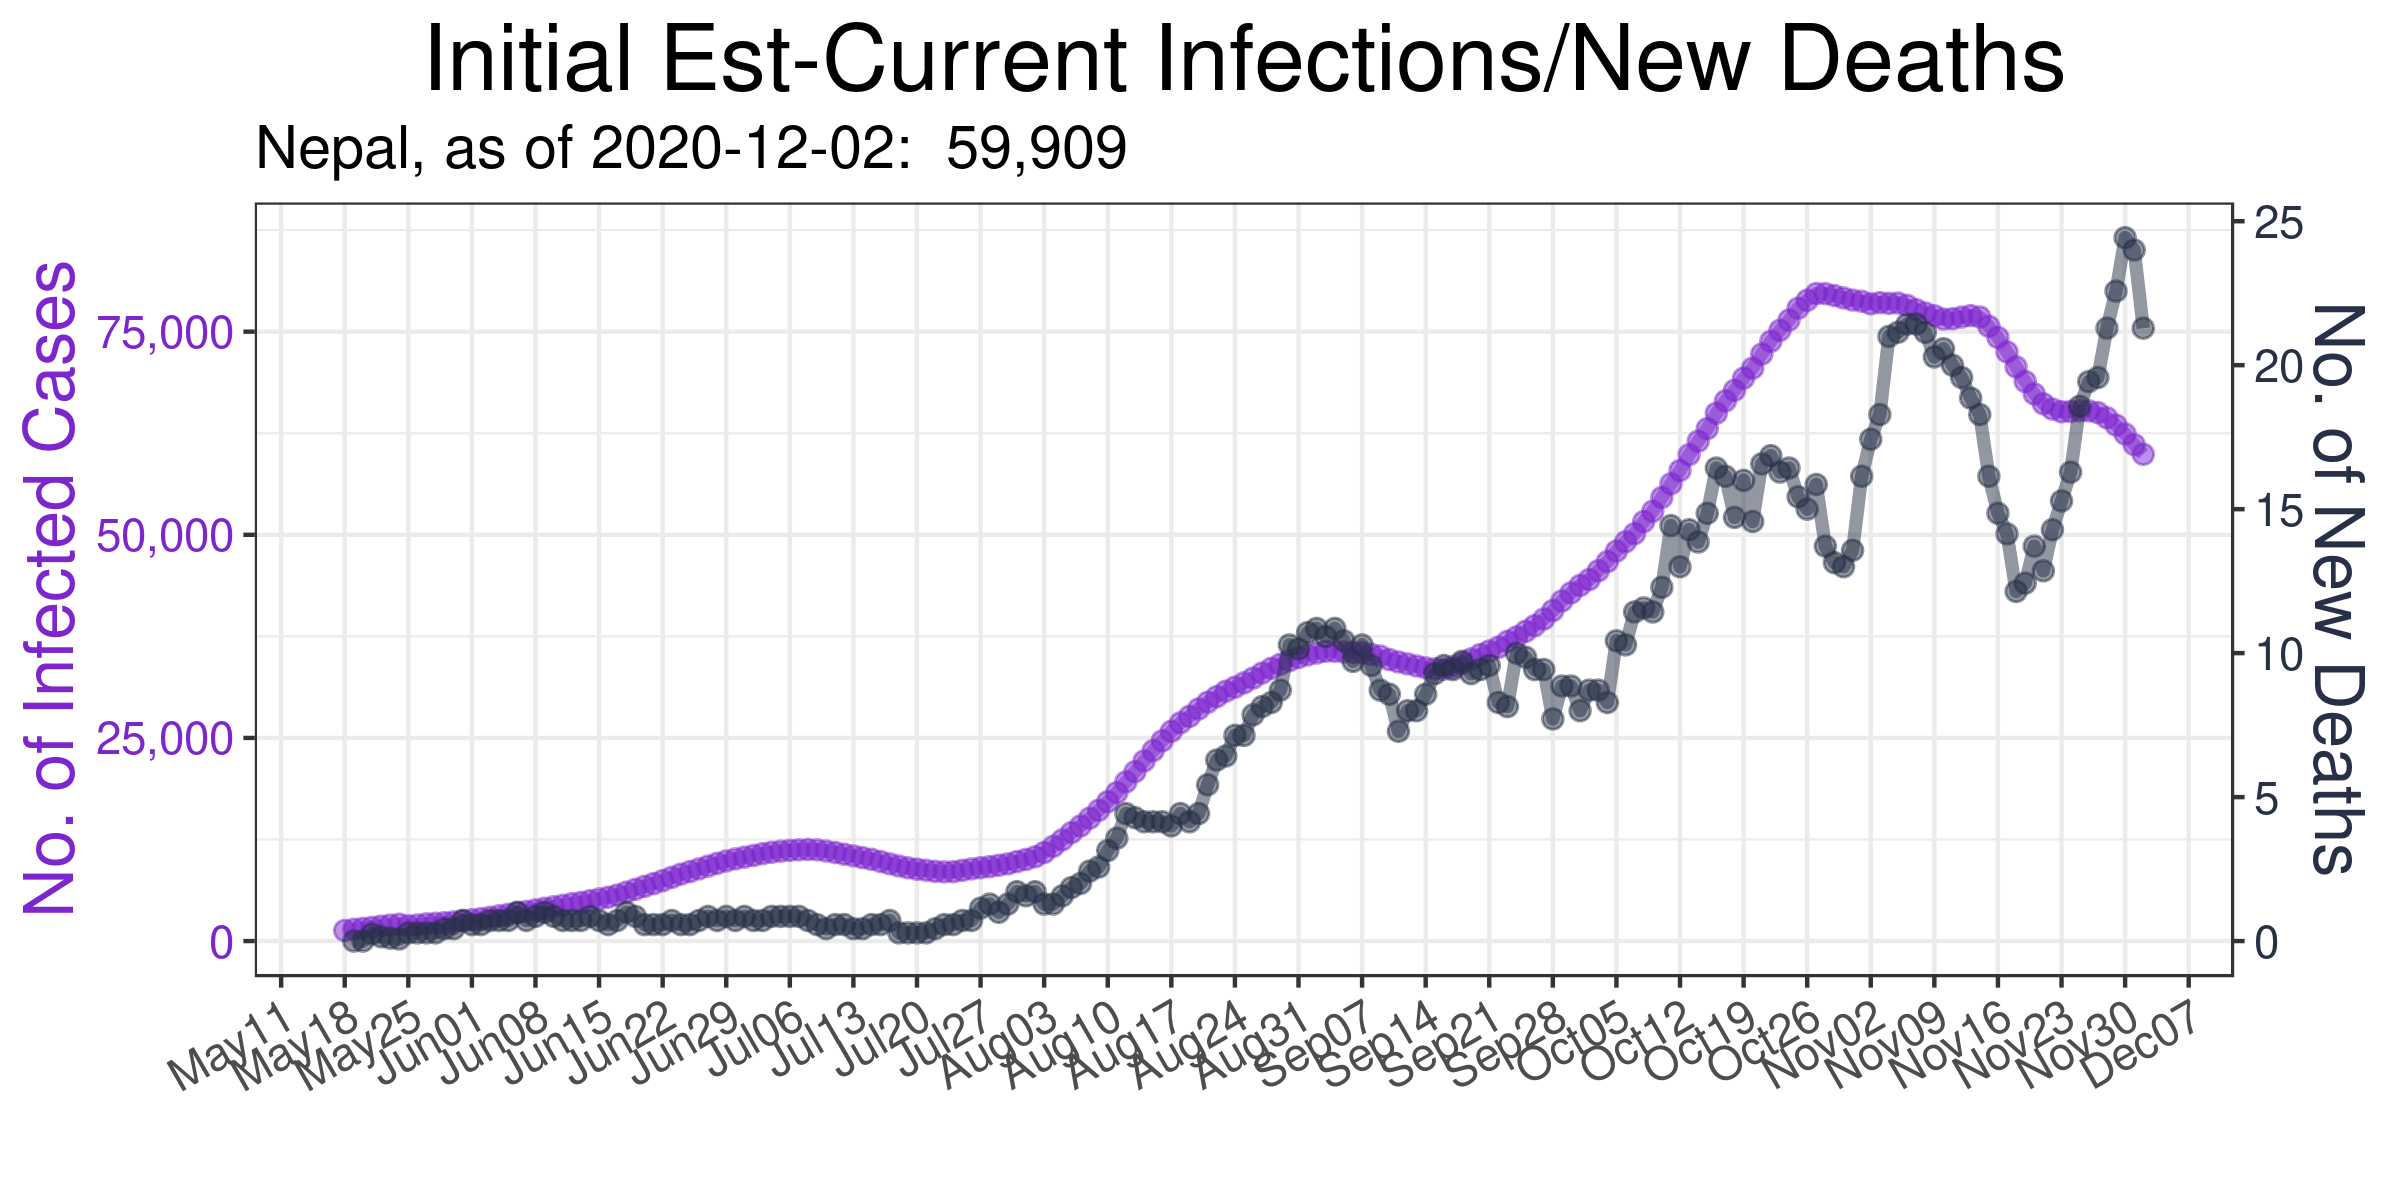 Initial Est-Current Infections/New Deaths
Nepal, as of 2020-12-02:  59,909
No. of Infected Cases
75,000
50,000
25,000
0
25
20
15
10
5
0
No. of New Deaths
May11
May18
May25
Jun01
Jun08
Jun15
Jun22
Jun29
Jul06
Jul13
Jul20
Jul27
Aug03
Aug10
Aug17
Aug24
Aug31
Sep07
Sep14
Sep21
Sep28
Oct05
Oct12
Oct19
Oct26
Nov02
Nov09
Nov16
Nov23
Nov30
Dec07